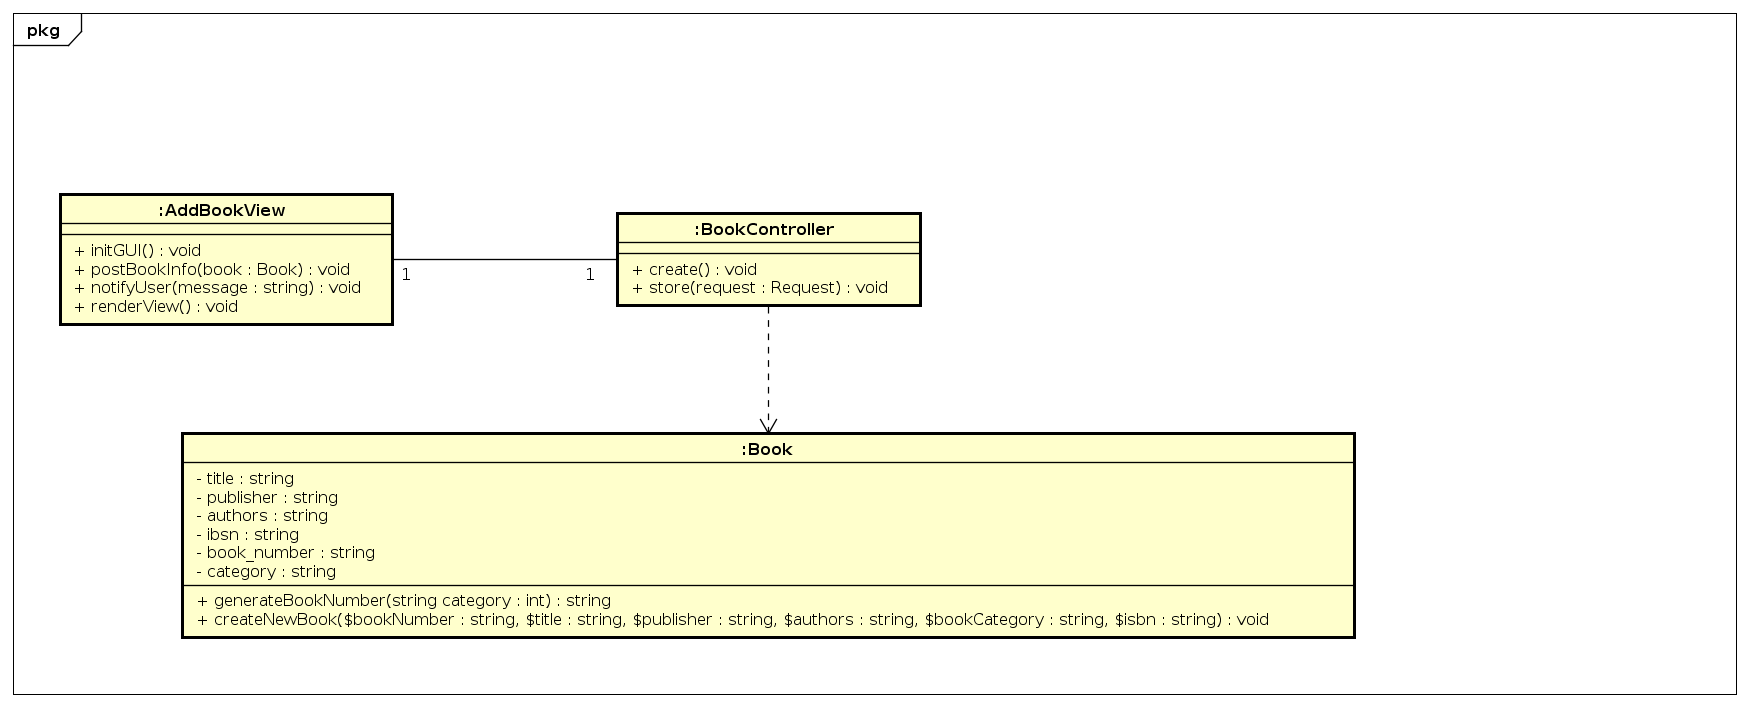 pkg
:AddBookView
+ initGUI() : void
+ postBookInfo(book : Book) : void
+ notifyUser(message : string) : void
+ renderView() : void
1
1
:BookController
+ create() : void
+ store(request : Request) : void
:Book
- title : string
- publisher : string
- authors : string
- ibsn : string
- book_number : string
- category : string
+ generateBookNumber(string category : int) : string
+ createNewBook($bookNumber : string, $title : string, $publisher : string, $authors : string, $bookCategory : string, $isbn : string) : void